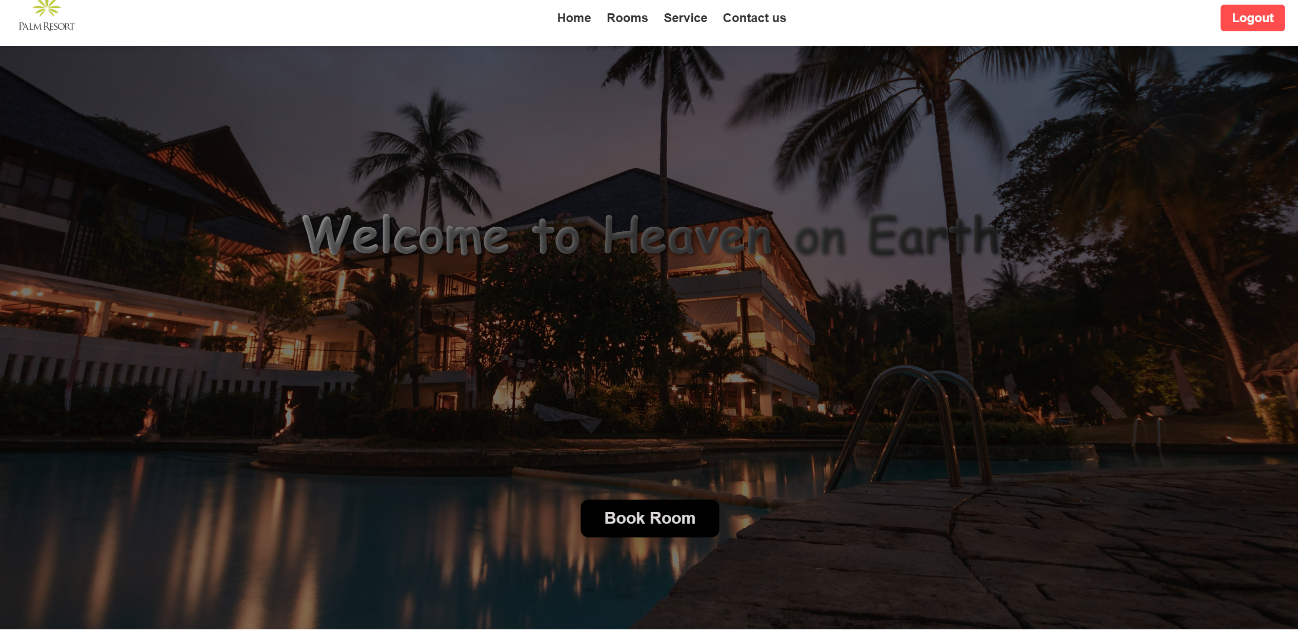 PALM RESORT
Home Rooms Service Contact us
Logout
Welcome to Heaven on Earth
Book Room